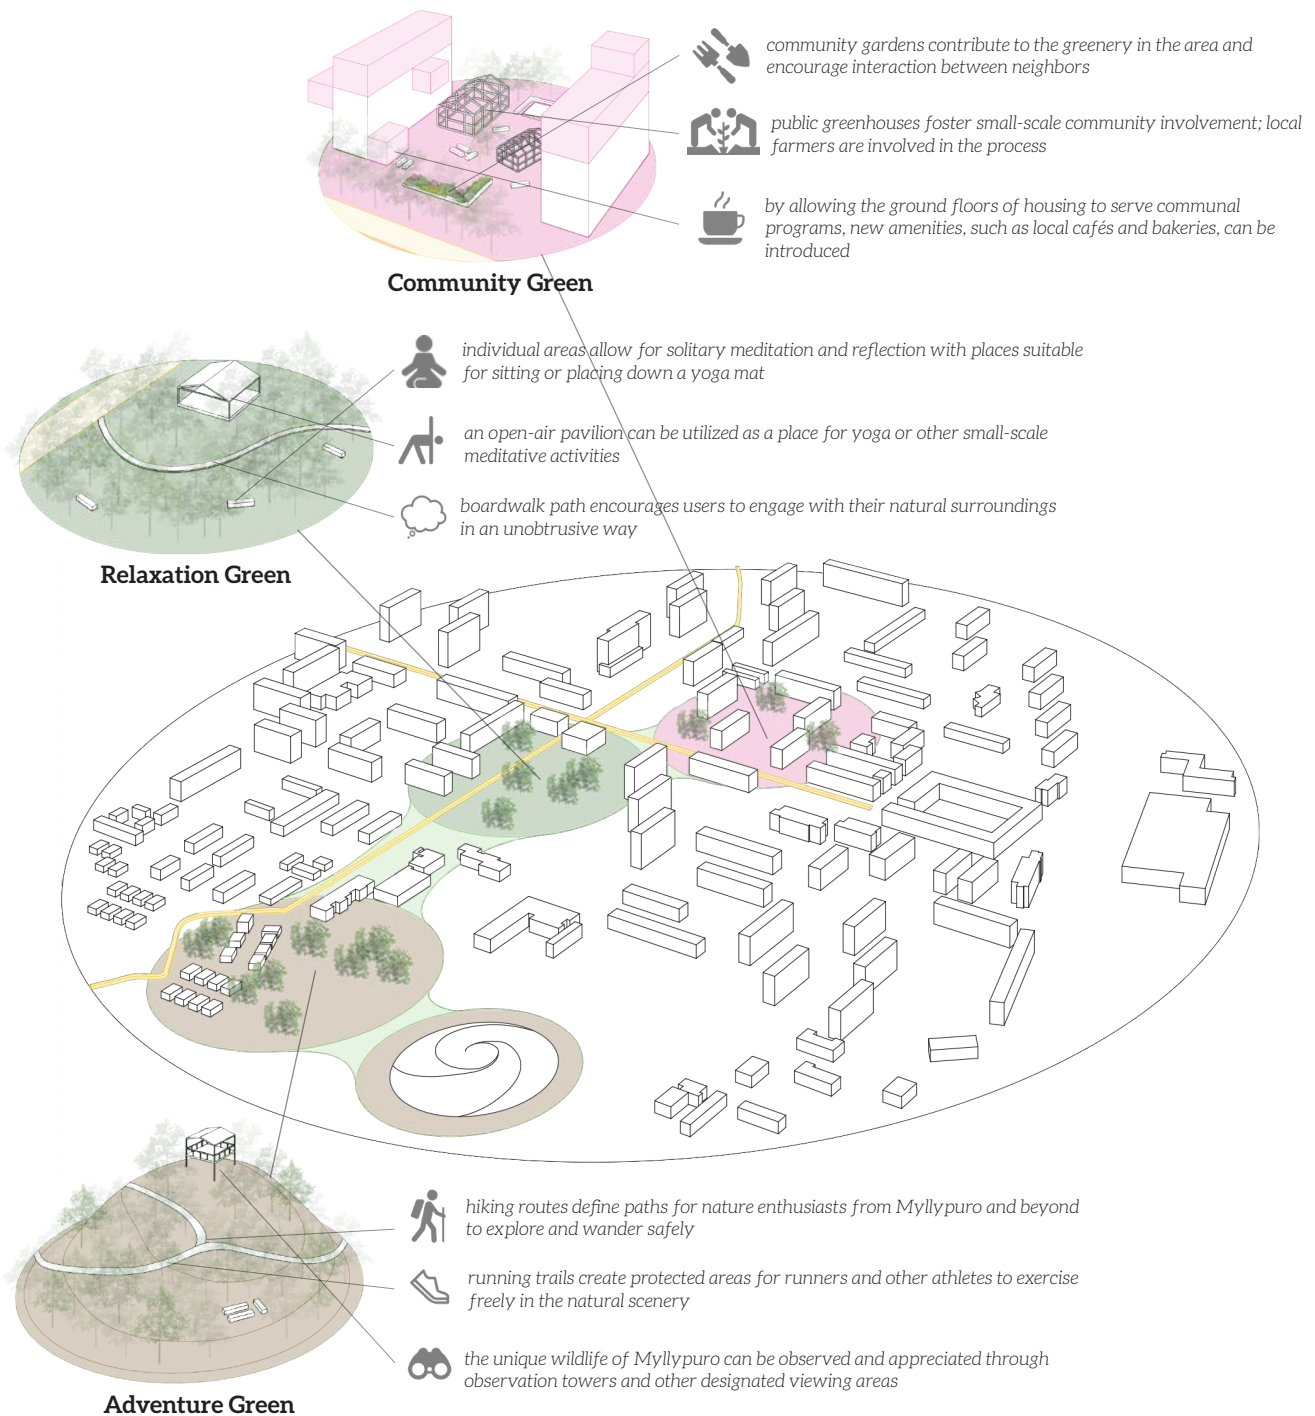 community gardens contribute to the greenery in the area and
encourage interaction between neighbors
public greenhouses foster small-scale community involvement; local
farmers are involved in the process
by allowing the ground floors of housing to serve communal
programs, new amenities, such as local cafés and bakeries, can be
introduced
Community Green
individual areas allow for solitary meditation and reflection with places suitable
for sitting or placing down a yoga mat
an open-air pavilion can be utilized as a place for yoga or other small-scale
meditative activities
boardwalk path encourages users to engage with their natural surroundings
in an unobtrusive way
Relaxation Green
hiking routes define paths for nature enthusiasts from Myllypuro and beyond
to explore and wander safely
running trails create protected areas for runners and other athletes to exercise
freely in the natural scenery
the unique wildlife of Myllypuro can be observed and appreciated through
observation towers and other designated viewing areas
Adventure Green